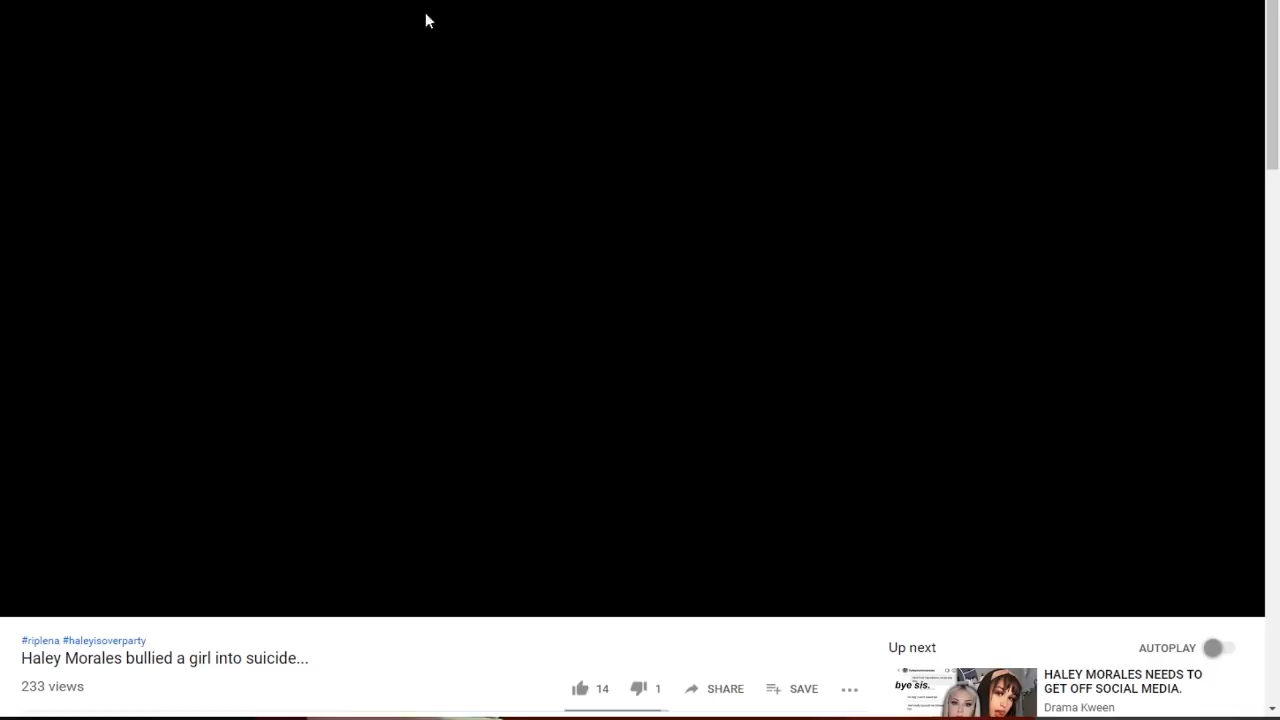 #riplena #haleyisoverparty
Haley Morales bullied a girl into suicide...
233 views
14
1
SHARE
SAVE
Up next
AUTOPLAY
bye sis.
HALEY MORALES NEEDS TO
GET OFF SOCIAL MEDIA.
Drama Kween